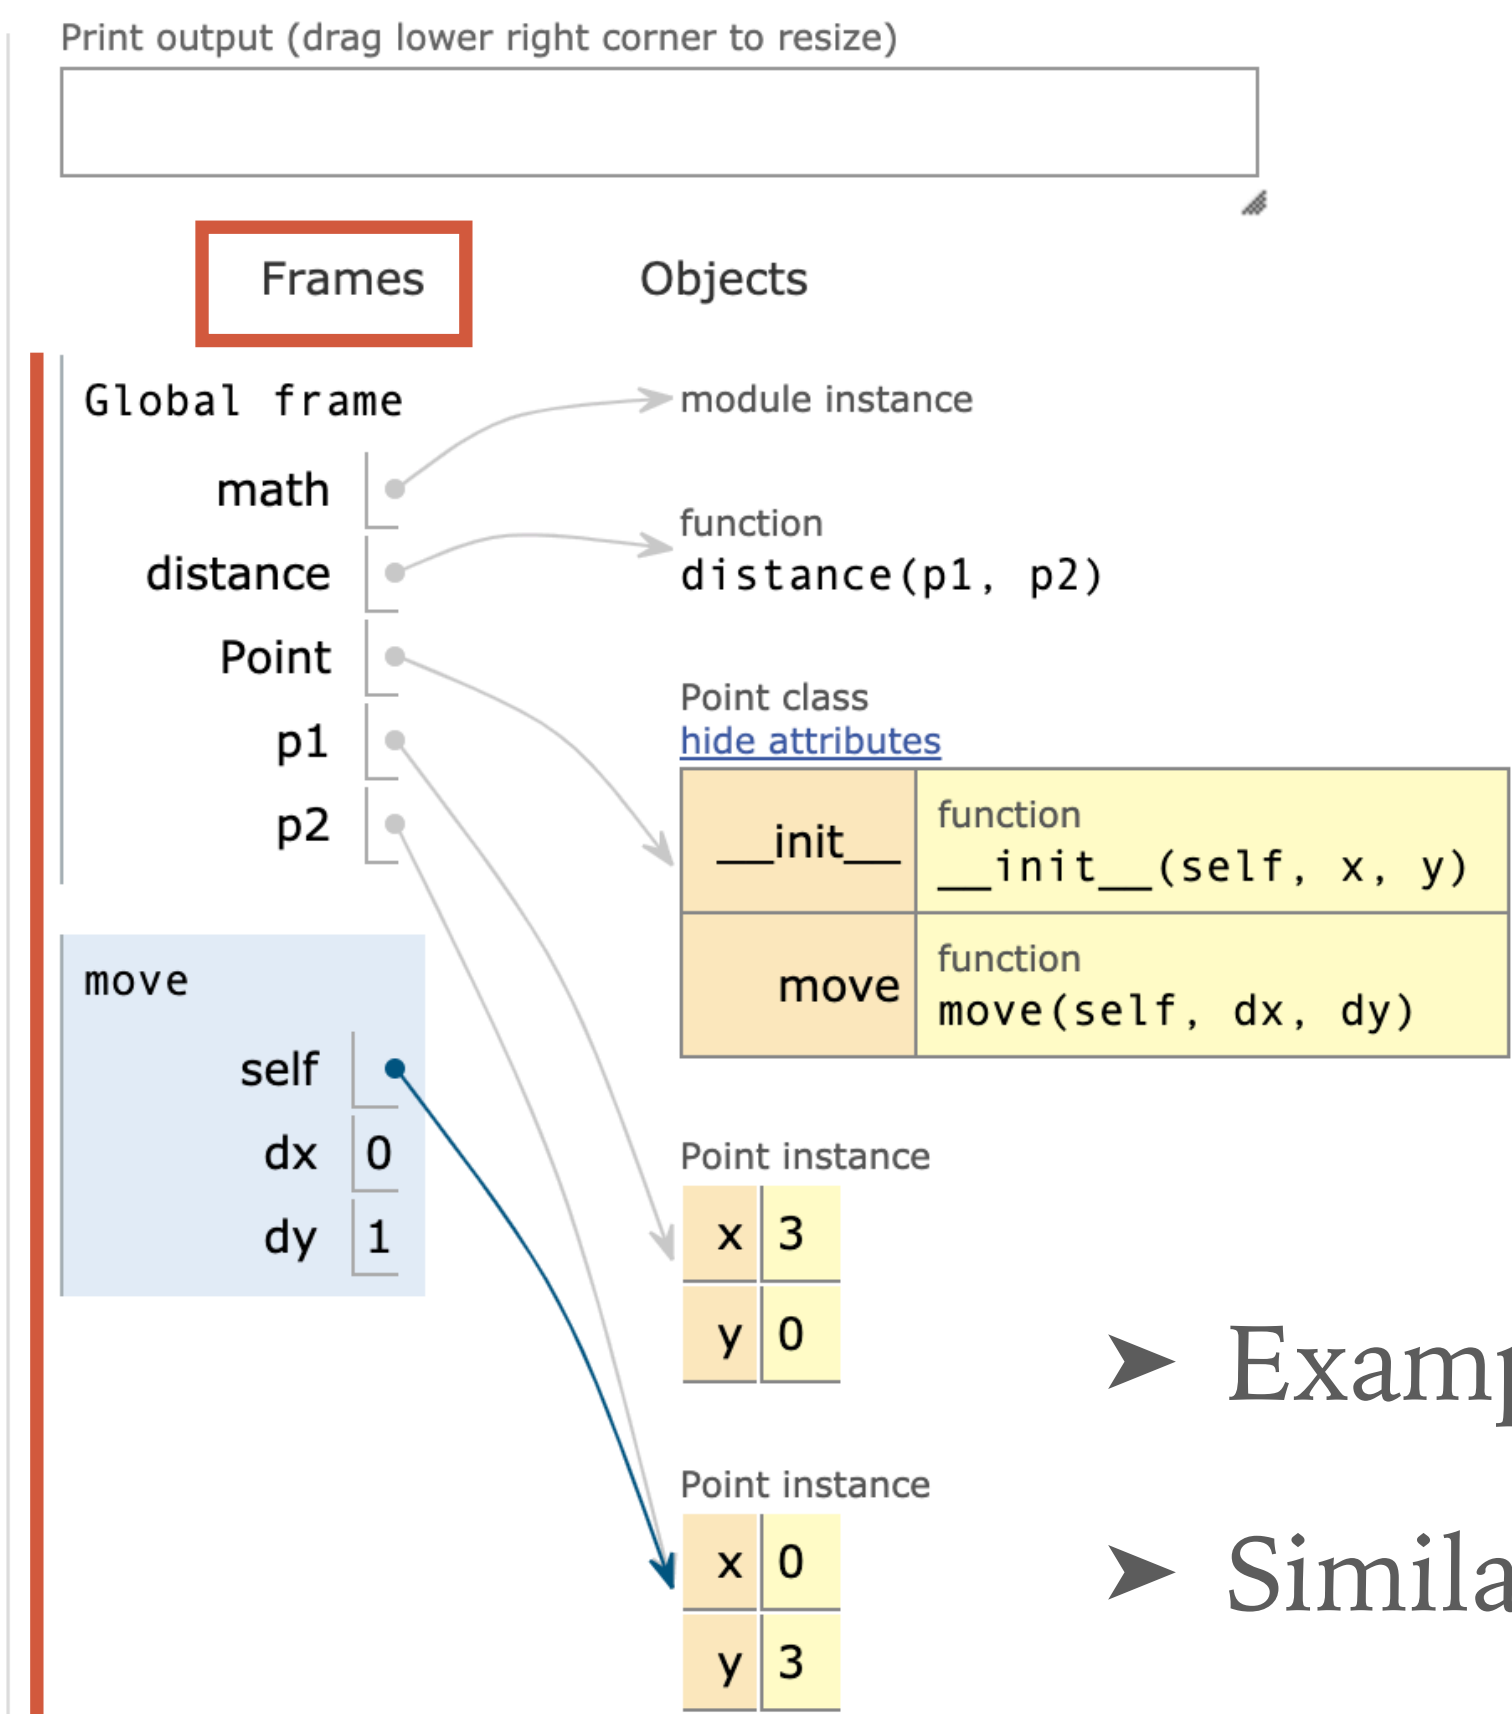 Print output (drag lower right corner to resize)
Frames
Objects
Global frame
math
distance
Point
p1
p2
module instance
function
distance(p1, p2)
Point class
hide attributes
__init__
function
__init__(self, x, y)
move
function
move(self, dx, dy)
move
self
dx 0
dy 1
Point instance
x 3
y 0
Point instance
x 0
y 3
➤ Exam
➤ Simila